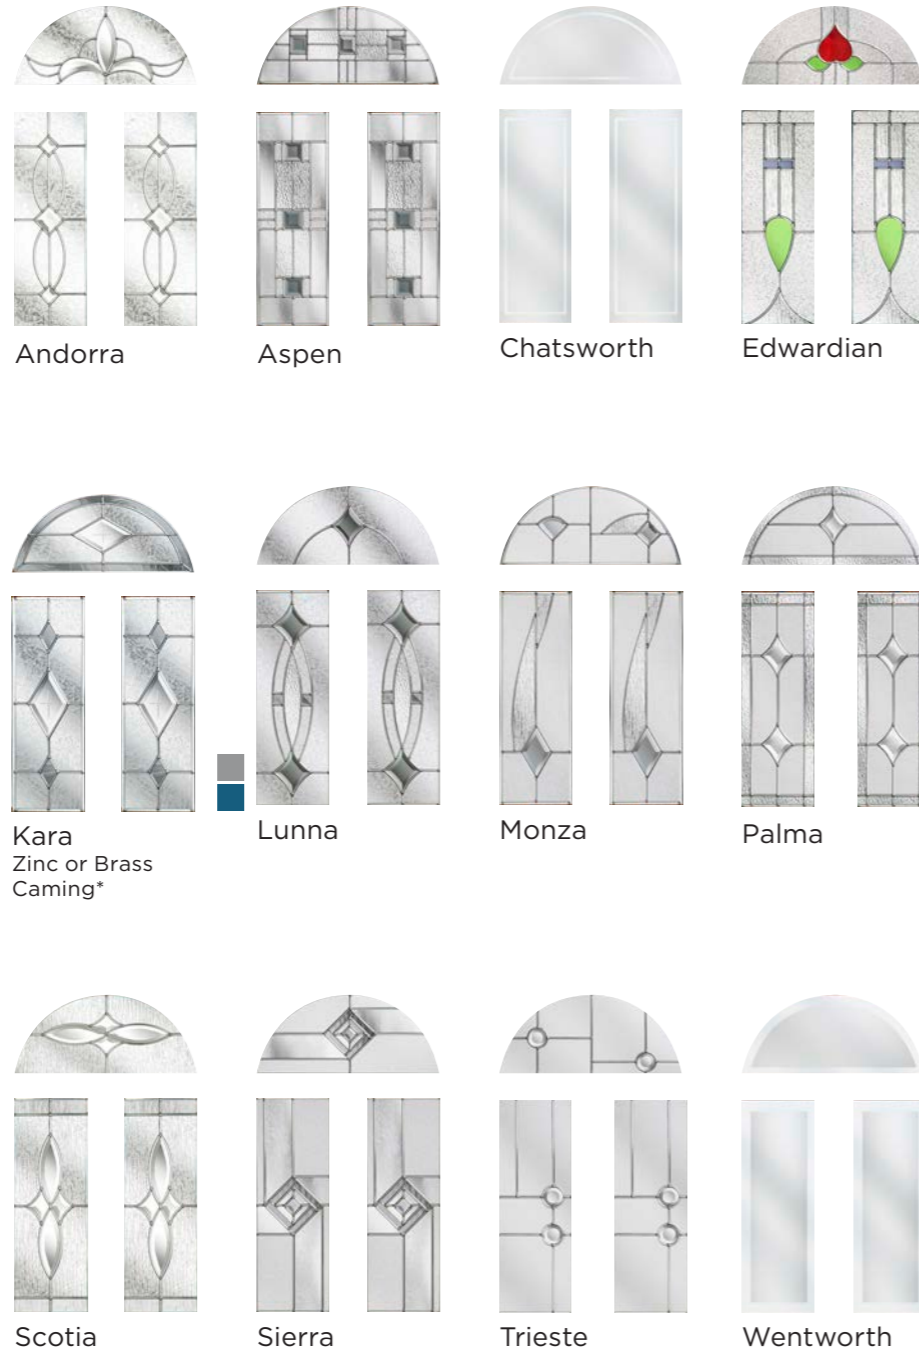 Andorra
Aspen
Chatsworth
Edwardian
Kara
Zinc or Brass
Caming*
Lunna
Monza
Palma
Scotia
Sierra
Trieste
Wentworth